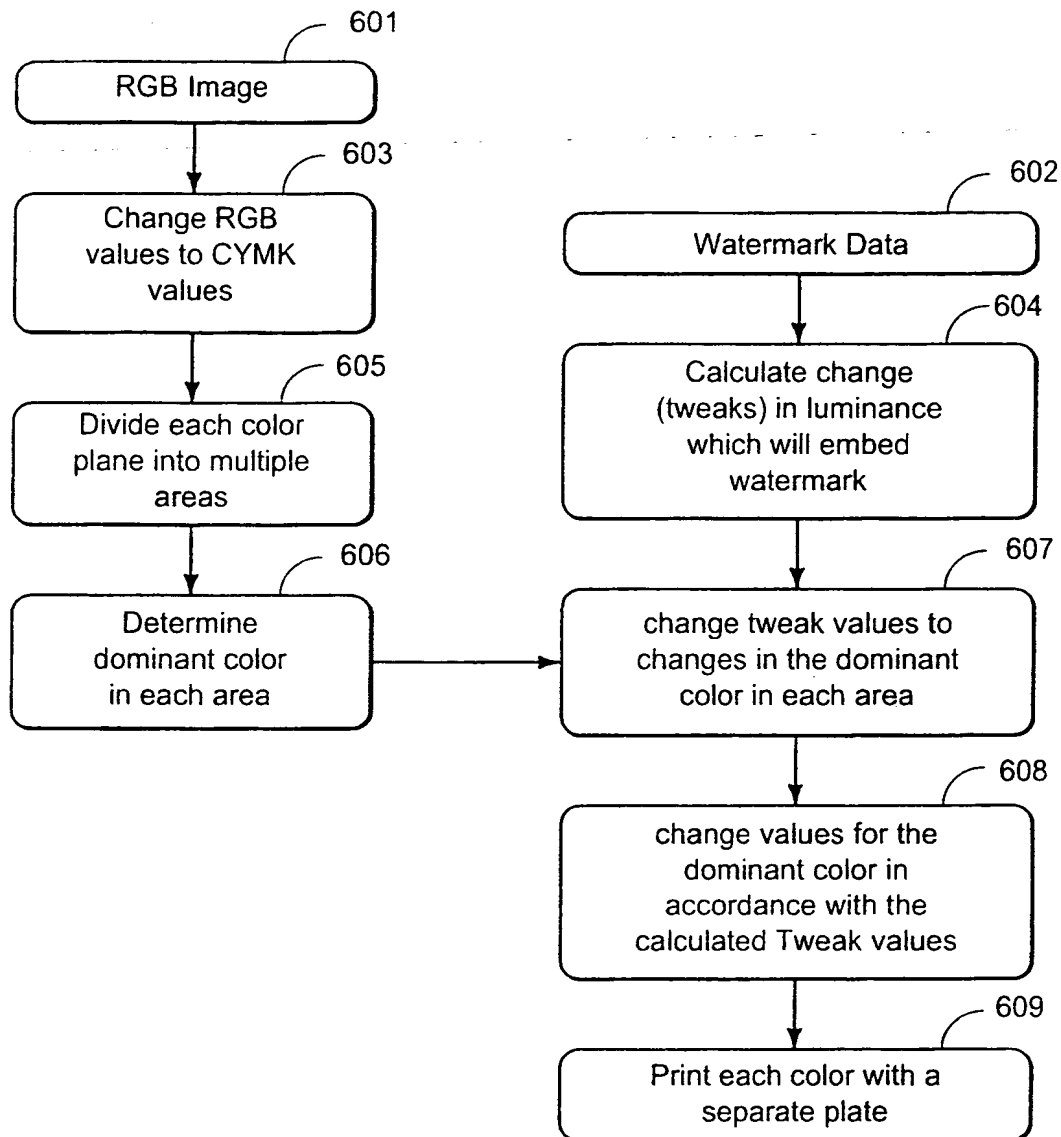 601
RGB Image
603
Change RGB
values to CYMK
values
605
Divide each color
plane into multiple
areas
606
Determine
dominant color
in each area
602
Watermark Data
604
Calculate change
(tweaks) in luminance
which will embed
watermark
607
change tweak values to
changes in the dominant
color in each area
608
change values for the
dominant color in
accordance with the
calculated Tweak values
609
Print each color with a
separate plate